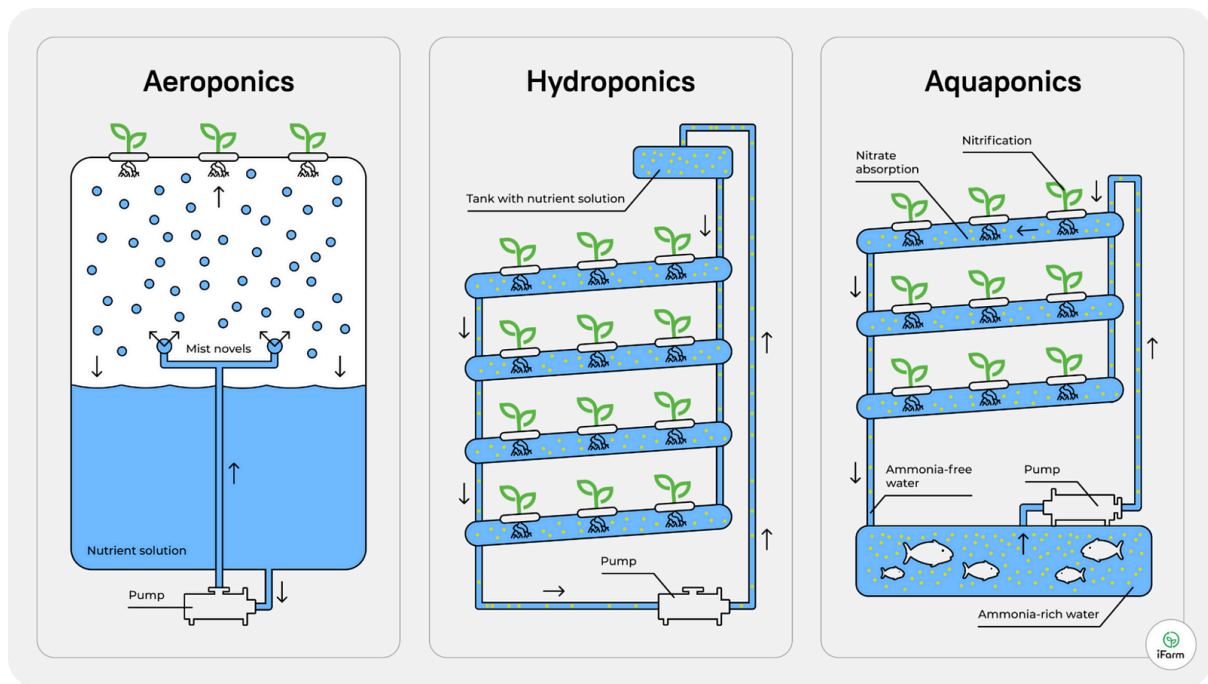 Aeroponics
Mist novels
Nutrient solution
Pump
Hydroponics
Tank with nutrient solution
Pump
Aquaponics
Nitrification
Nitrate
absorption
Ammonia-free
water
Pump
Ammonia-rich water
iFarm